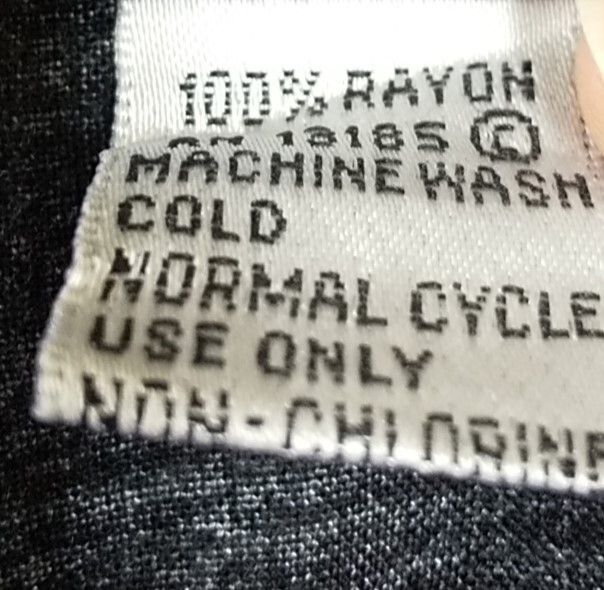 100% RAYON
13185 ©
MACHINE WASH
COLD
NORMAL CYCLE
USE ONLY
NON-CHLORINE